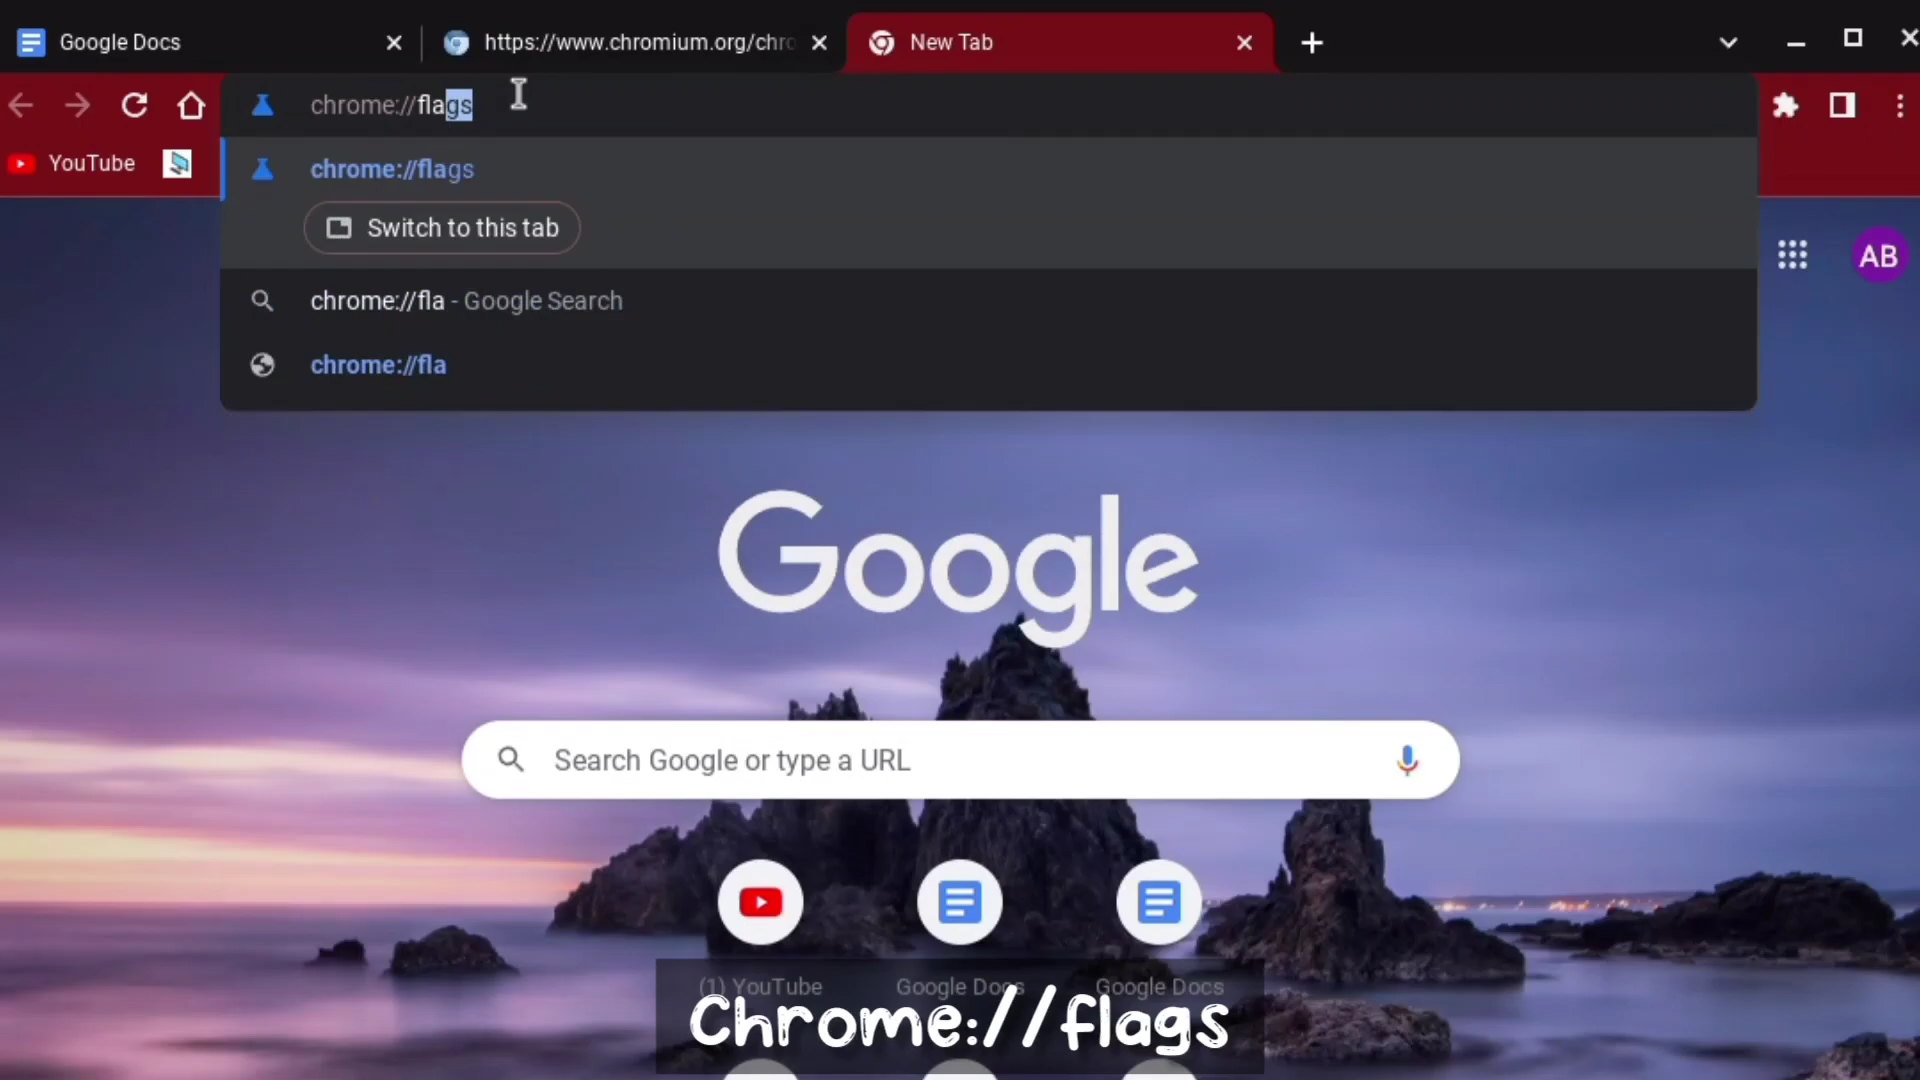 Google Docs
https://www.chromium.org/chro
New Tab
chrome://flags
YouTube
chrome://flags
Switch to this tab
AB
chrome://fla - Google Search
chrome://fla
Google
Search Google or type a URL
(1) YouTube
Google Docs
Google Docs
Chrome://flags